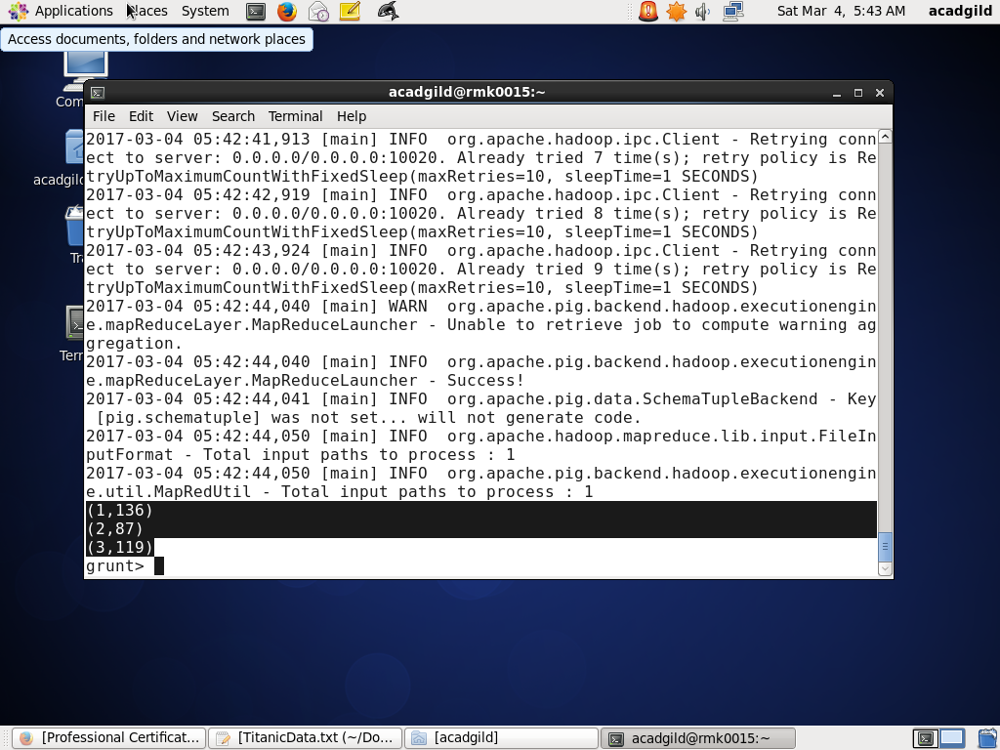 Applications Places System
Sat Mar 4, 5:43 AM acadgild
Access documents, folders and network places
Com
acadgild
Tr
Terr
acadgild@rmk0015:~
File Edit View Search Terminal Help
2017-03-04 05:42:41,913 [main] INFO  org.apache.hadoop.ipc.Client - Retrying conn
ect to server: 0.0.0.0/0.0.0.0:10020. Already tried 7 time(s); retry policy is Re
tryUpToMaximumCountWithFixedSleep(maxRetries=10, sleepTime=1 SECONDS)
2017-03-04 05:42:42,919 [main] INFO  org.apache.hadoop.ipc.Client - Retrying conn
ect to server: 0.0.0.0/0.0.0.0:10020. Already tried 8 time(s); retry policy is Re
tryUpToMaximumCountWithFixedSleep(maxRetries=10, sleepTime=1 SECONDS)
2017-03-04 05:42:43,924 [main] INFO  org.apache.hadoop.ipc.Client - Retrying conn
ect to server: 0.0.0.0/0.0.0.0:10020. Already tried 9 time(s); retry policy is Re
tryUpToMaximumCountWithFixedSleep(maxRetries=10, sleepTime=1 SECONDS)
2017-03-04 05:42:44,040 [main] WARN  org.apache.pig.backend.hadoop.executionengin
e.mapReduceLayer.MapReduceLauncher - Unable to retrieve job to compute warning ag
gregation.
2017-03-04 05:42:44,040 [main] INFO  org.apache.pig.backend.hadoop.executionengin
e.mapReduceLayer.MapReduceLauncher - Success!
2017-03-04 05:42:44,041 [main] INFO  org.apache.pig.data.SchemaTupleBackend - Key
 [pig.schematuple] was not set... will not generate code.
2017-03-04 05:42:44,050 [main] INFO  org.apache.hadoop.mapreduce.lib.input.FileIn
putFormat - Total input paths to process : 1
2017-03-04 05:42:44,050 [main] INFO  org.apache.pig.backend.hadoop.executionengin
e.util.MapRedUtil - Total input paths to process : 1
(1,136)
(2,87)
(3,119)
grunt>
[Professional Certificat... [TitanicData.txt (~/Do... [acadgild] acadgild@rmk0015:~